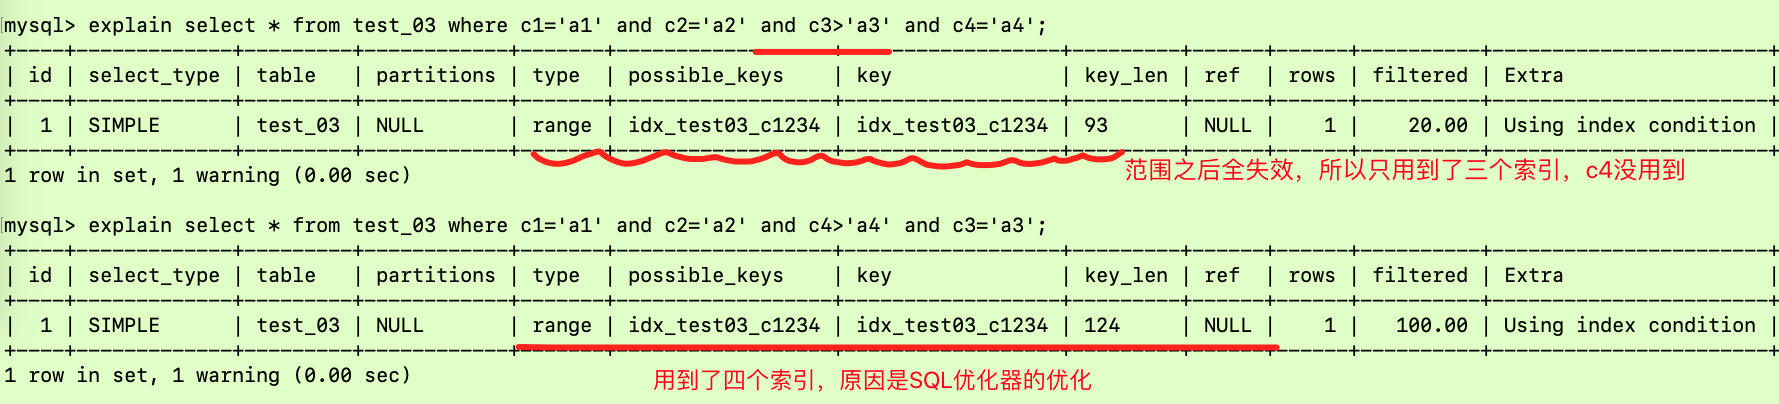 mysql> explain select * from test_03 where c1='a1' and c2='a2' and c3>'a3' and c4='a4';
+----+-------------+---------+------------+-------+------------------+------------------+---------+------+------+----------+-----------------------+
| id | select_type | table | partitions | type | possible_keys | key | key_len | ref | rows | filtered | Extra |
+----+-------------+---------+------------+-------+------------------+------------------+---------+------+------+----------+-----------------------+
| 1 | SIMPLE | test_03 | NULL | range | idx_test03_c1234 | idx_test03_c1234 | 93 | NULL | 1 | 20.00 | Using index condition |
+----+-------------+---------+------------+-------+------------------+------------------+---------+------+------+----------+-----------------------+
范围之后全失效，所以只用到了三个索引，c4没用到
1 row in set, 1 warning (0.00 sec)
mysql> explain select * from test_03 where c1='a1' and c2='a2' and c4>'a4' and c3='a3';
+----+-------------+---------+------------+-------+------------------+------------------+---------+------+------+----------+-----------------------+
| id | select_type | table | partitions | type | possible_keys | key | key_len | ref | rows | filtered | Extra |
+----+-------------+---------+------------+-------+------------------+------------------+---------+------+------+----------+-----------------------+
| 1 | SIMPLE | test_03 | NULL | range | idx_test03_c1234 | idx_test03_c1234 | 124 | NULL | 1 | 100.00 | Using index condition |
+----+-------------+---------+------------+-------+------------------+------------------+---------+------+------+----------+-----------------------+
1 row in set, 1 warning (0.00 sec)
用到了四个索引，原因是SQL优化器的优化